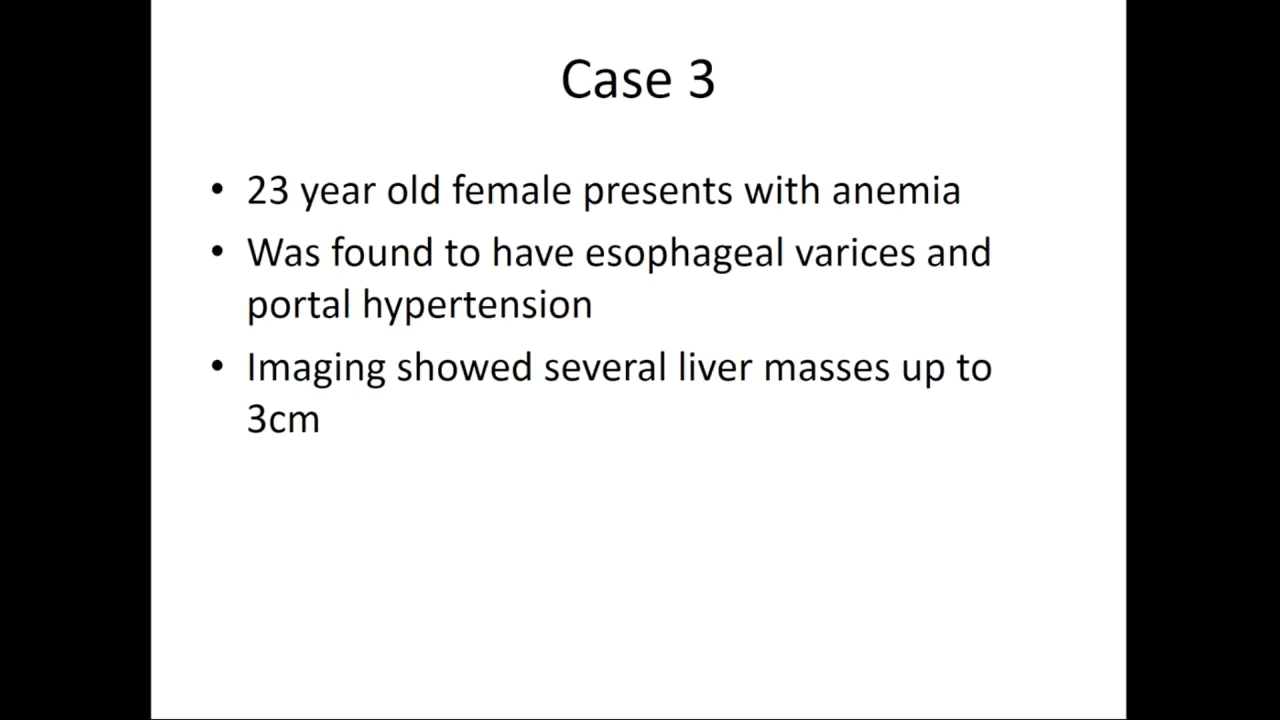 Case 3
• 23 year old female presents with anemia
• Was found to have esophageal varices and
portal hypertension
• Imaging showed several liver masses up to
3cm